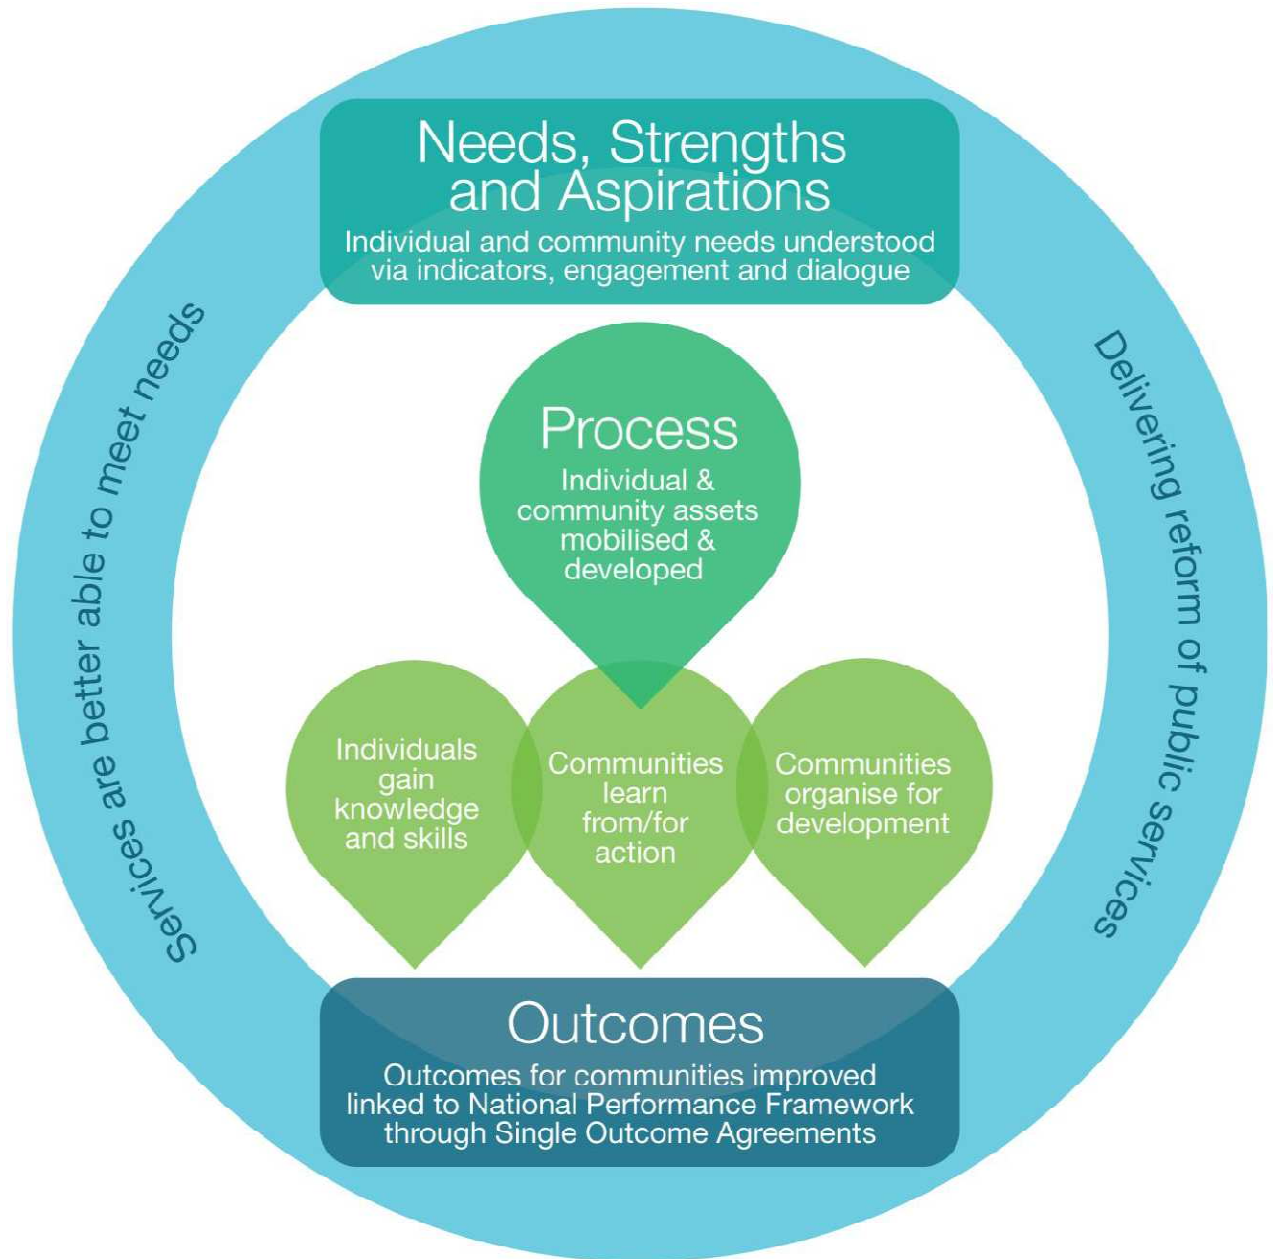 Needs, Strengths
and Aspirations
Individual and community needs understood
via indicators, engagement and dialogue
Services are better able to meet needs
Delivering reform of public services
Process
Individual &
community assets
mobilised &
developed
Individuals
gain
knowledge
and skills
Communities
learn
from/for
action
Communities
organise for
development
Outcomes
Outcomes for communities improved
linked to National Performance Framework
through Single Outcome Agreements